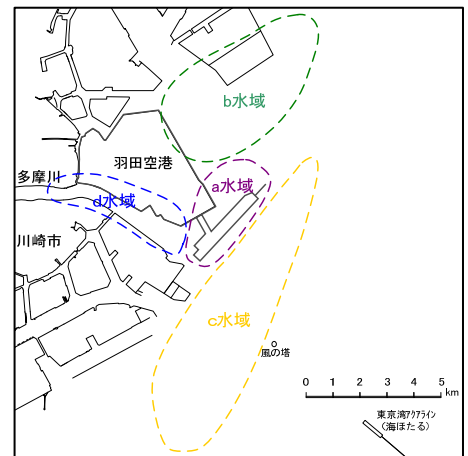 b水域
羽田空港
多摩川
a水域
d水域
川崎市
c水域
風の塔
0 1 2 3 4 5
km
東京湾ｱｸｱﾗｲﾝ
(海ほたる)